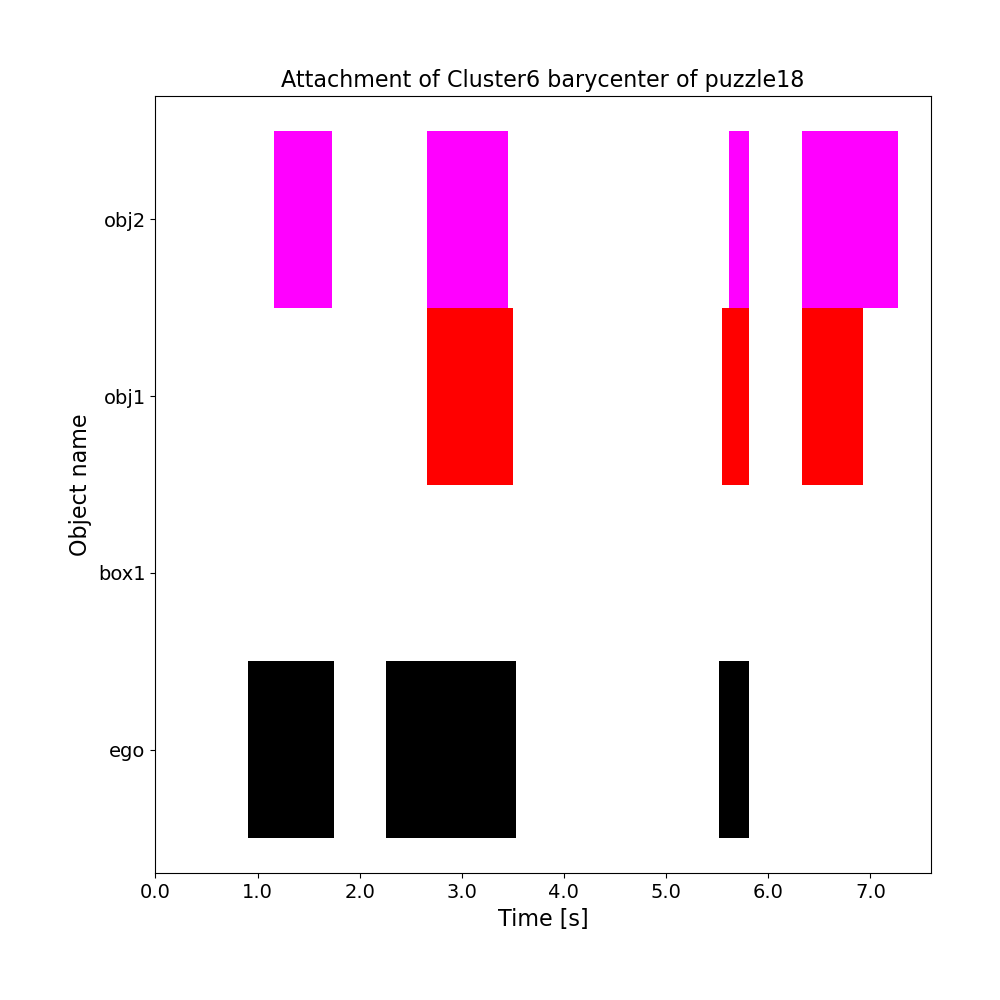 Attachment of Cluster6 barycenter of puzzle18
obj2
obj1
box1
ego
Object name
0.0 1.0 2.0 3.0 4.0 5.0 6.0 7.0
Time [s]